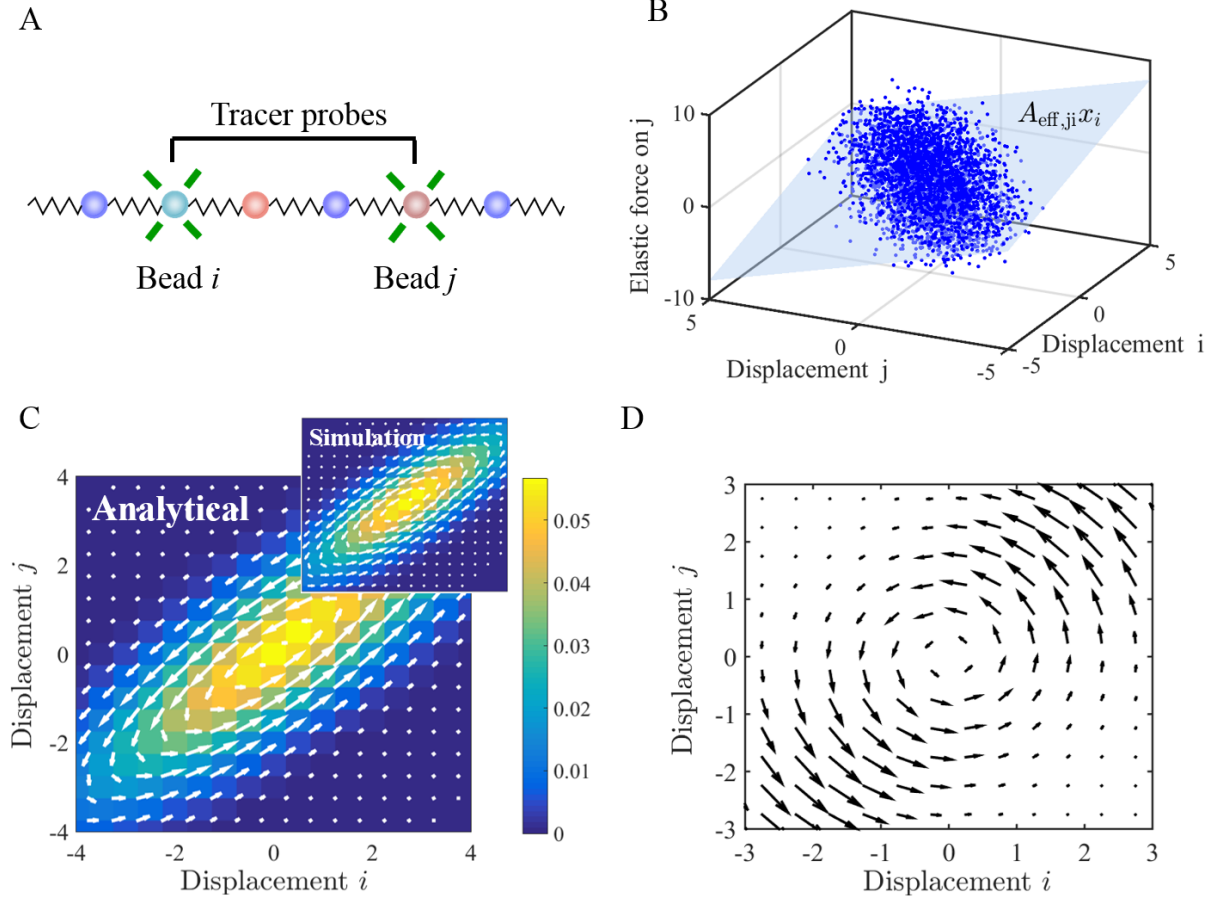 A
Tracer probes
Bead i
Bead j
B
Elastic force on j
10
0
-10
5
0
-5
Displacement j
-5
0
5
Displacement i
A_eff,ji x_i
C
Simulation
Analytical
Displacement j
4
2
0
-2
-4
-4
-2
0
2
4
Displacement i
0.05
0.04
0.03
0.02
0.01
0
D
Displacement j
3
2
1
0
-1
-2
-3
-3
-2
-1
0
1
2
3
Displacement i